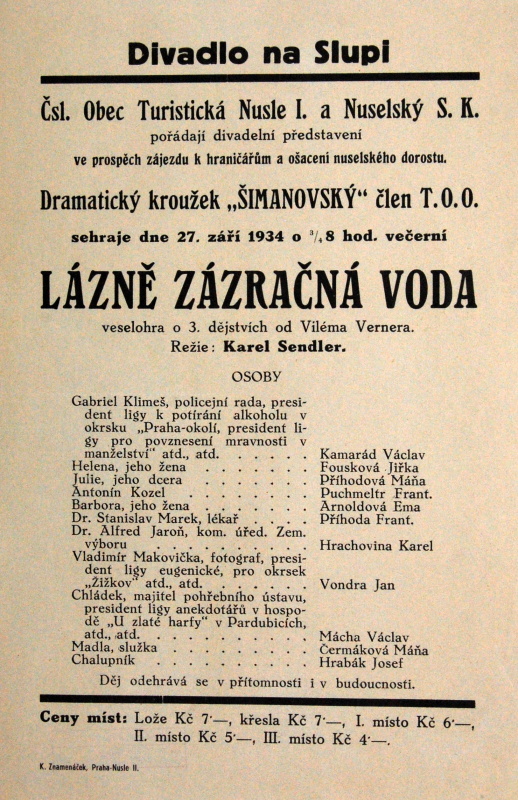 Divadlo na Slupi
Čsl. Obec Turistická Nusle I. a Nuselský S. K.
pořádají divadelní představení
ve prospěch zájezdu k hraničářům a ošacení nuselského dorostu.
Dramatický kroužek „ŠIMANOVSKÝ“ člen T. O. O.
sehraje dne 27. září 1934 o ³/₄ 8 hod. večerní
LÁZNĚ ZÁZRAČNÁ VODA
veselohra o 3. dějstvích od Viléma Vernera.
Režie: Karel Sendler.
OSOBY
Gabriel Klimeš, policejní rada, presi-
dent ligy k potírání alkoholu v
okrsku „Praha-okolí, president li-
gy pro povznesení mravnosti v
manželství“ atd., atd. . . . . . Kamarád Václav
Helena, jeho žena . . . . . . . Fousková Jiřka
Julie, jeho dcera . . . . . . . Příhodová Máňa
Antonín Kozel . . . . . . . . Puchmeltr Frant.
Barbora, jeho žena . . . . . . . Arnoldová Ema
Dr. Stanislav Marek, lékař . . . . Příhoda Frant.
Dr. Alfred Jaroň, kom. úřed. Zem.
výboru . . . . . . . . . . Hrachovina Karel
Vladimír Makovička, fotograf, presi-
dent ligy eugenické, pro okrsek
„Žižkov“ atd., atd. . . . . . . Vondra Jan
Chládek, majitel pohřebního ústavu,
president ligy anekdotářů v hospo-
dě „U zlaté harfy“ v Pardubicích,
atd., atd. . . . . . . . . . Mácha Václav
Madla, služka . . . . . . . . Čermáková Máňa
Chalupník . . . . . . . . . Hrabák Josef
Děj odehrává se v přítomnosti i v budoucnosti.
Ceny míst: Lože Kč 7·—, křesla Kč 7·—, I. místo Kč 6·—,
II. místo Kč 5·—, III. místo Kč 4·—.
K. Znamenáček, Praha-Nusle II.